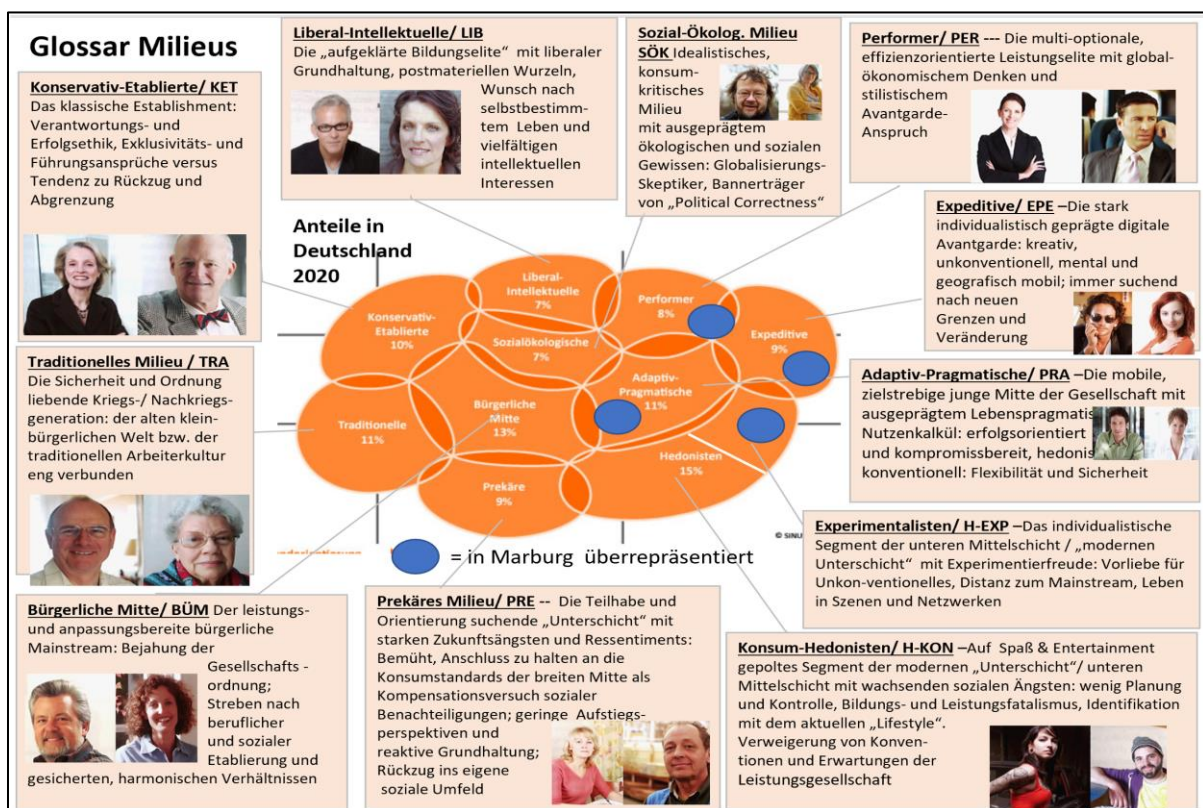 Glossar Milieus
Konservativ-Etablierte/ KET
Das klassische Establishment:
Verantwortungs- und
Erfolgsethik, Exklusivitäts- und
Führungsansprüche versus
Tendenz zu Rückzug und
Abgrenzung
Liberal-Intellektuelle/ LIB
Die „aufgeklärte Bildungselite“ mit liberaler
Grundhaltung, postmateriellen Wurzeln,
Wunsch nach
selbstbestimm-
tem Leben und
vielfältigen
intellektuellen
Interessen
Sozial-Ökolog. Milieu
SÖK Idealistisches,
konsum-
kritisches
Milieu
mit ausgeprägtem
ökologischen und sozialen
Gewissen: Globalisierungs-
Skeptiker, Bannerträger
von „Political Correctness“
Performer/ PER --- Die multi-optionale,
effizienzorientierte Leistungselite mit global-
ökonomischem Denken und
stilistischem
Avantgarde-
Anspruch
Expeditive/ EPE –Die stark
individualistisch geprägte digitale
Avantgarde: kreativ,
unkonventionell, mental und
geografisch mobil; immer suchend
nach neuen
Grenzen und
Veränderung
Anteile in
Deutschland
2020
Liberal-
Intellektuelle
7%
Performer
8%
Konservativ-
Etablierte
10%
Sozialökologische
7%
Expeditive
9%
Adaptiv-
Pragmatische
11%
Bürgerliche
Mitte
13%
Traditionelle
11%
Hedonisten
15%
Prekäre
9%
© SINU
= in Marburg überrepräsentiert
Traditionelles Milieu / TRA
Die Sicherheit und Ordnung
liebende Kriegs-/ Nachkriegs-
generation: der alten klein-
bürgerlichen Welt bzw. der
traditionellen Arbeiterkultur
eng verbunden
Adaptiv-Pragmatische/ PRA –Die mobile,
zielstrebige junge Mitte der Gesellschaft mit
ausgeprägtem Lebenspragmatis
Nutzenkalkül: erfolgsorientiert
und kompromissbereit, hedonis
konventionell: Flexibilität und Sicherheit
Experimentalisten/ H-EXP –Das individualistische
Segment der unteren Mittelschicht / „modernen
Unterschicht“ mit Experimentierfreude: Vorliebe für
Unkon-ventionelles, Distanz zum Mainstream, Leben
in Szenen und Netzwerken
Bürgerliche Mitte/ BÜM Der leistungs-
und anpassungsbereite bürgerliche
Mainstream: Bejahung der
Gesellschafts -
ordnung;
Streben nach
beruflicher
und sozialer
Etablierung und
gesicherten, harmonischen Verhältnissen
Prekäres Milieu/ PRE -- Die Teilhabe und
Orientierung suchende „Unterschicht“ mit
starken Zukunftsängsten und Ressentiments:
Bemüht, Anschluss zu halten an die
Konsumstandards der breiten Mitte als
Kompensationsversuch sozialer
Benachteiligungen; geringe Aufstiegs-
perspektiven und
reaktive Grundhaltung;
Rückzug ins eigene
soziale Umfeld
Konsum-Hedonisten/ H-KON –Auf Spaß & Entertainment
gepoltes Segment der modernen „Unterschicht“/ unteren
Mittelschicht mit wachsenden sozialen Ängsten: wenig Planung
und Kontrolle, Bildungs- und Leistungsfatalismus, Identifikation
mit dem aktuellen „Lifestyle“.
Verweigerung von Konven-
tionen und Erwartungen der
Leistungsgesellschaft